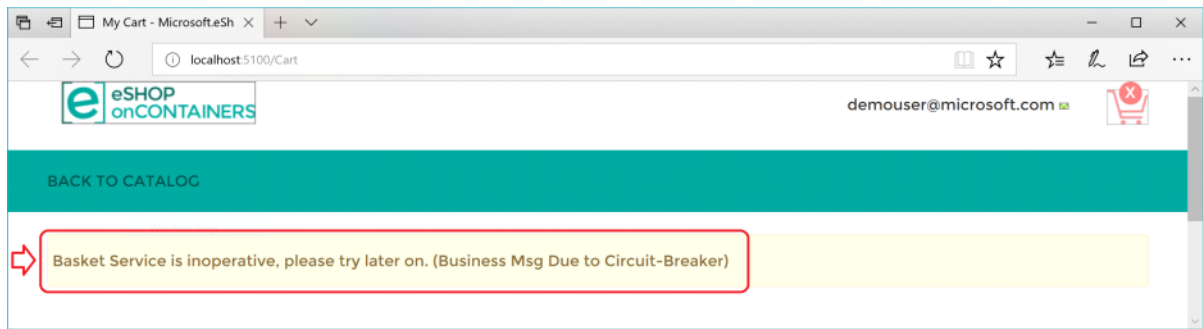 My Cart - Microsoft.eSh
localhost:5100/Cart
eSHOP
onCONTAINERS
demouser@microsoft.com
X
BACK TO CATALOG
Basket Service is inoperative, please try later on. (Business Msg Due to Circuit-Breaker)